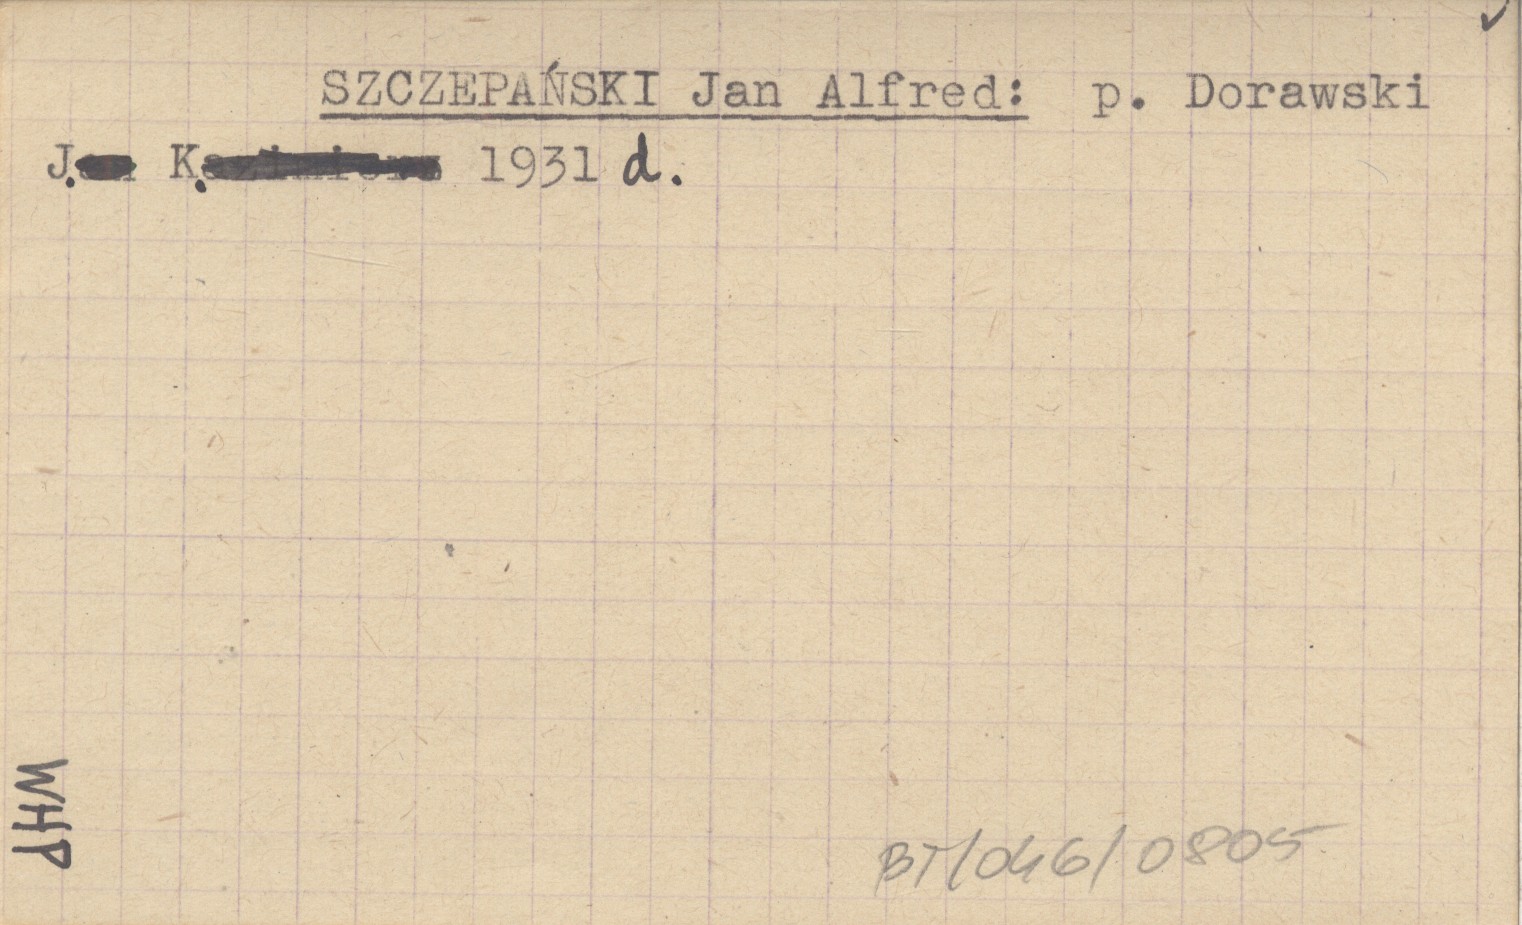 SZCZEPAŃSKI Jan Alfred: p. Dorawski
J. K. 1931 d.
WHP
BT/046/0805